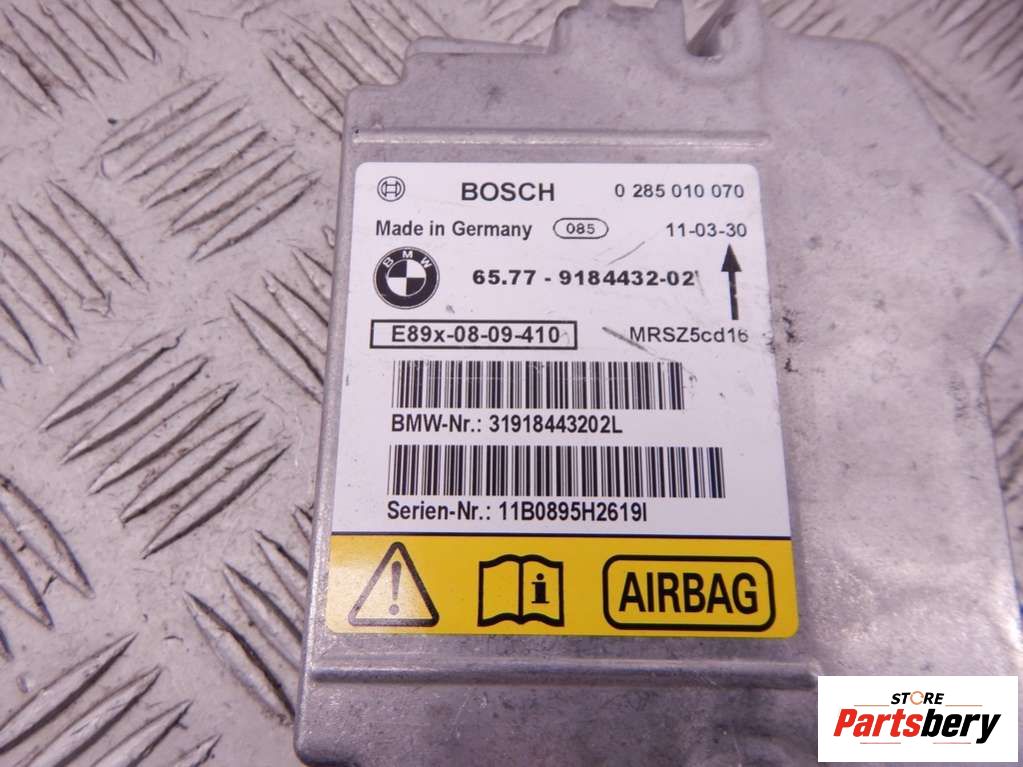 BOSCH 0 285 010 070
Made in Germany 085 11-03-30
BMW 65.77 - 9184432-02
E89x-08-09-410 MRSZ5cd16
BMW-Nr.: 31918443202L
Serien-Nr.: 11B0895H2619I
AIRBAG
STORE
Partsbery